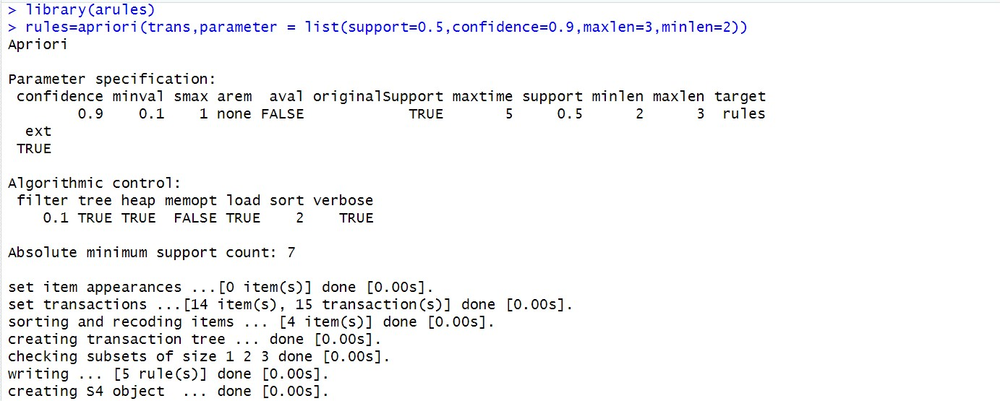 > library(arules)
> rules=apriori(trans,parameter = list(support=0.5,confidence=0.9,maxlen=3,minlen=2))
Apriori

Parameter specification:
 confidence minval smax arem  aval originalSupport maxtime support minlen maxlen target
        0.9    0.1    1 none FALSE            TRUE       5     0.5      2      3  rules
  ext
 TRUE

Algorithmic control:
 filter tree heap memopt load sort verbose
    0.1 TRUE TRUE  FALSE TRUE    2    TRUE

Absolute minimum support count: 7

set item appearances ...[0 item(s)] done [0.00s].
set transactions ...[14 item(s), 15 transaction(s)] done [0.00s].
sorting and recoding items ... [4 item(s)] done [0.00s].
creating transaction tree ... done [0.00s].
checking subsets of size 1 2 3 done [0.00s].
writing ... [5 rule(s)] done [0.00s].
creating S4 object  ... done [0.00s].